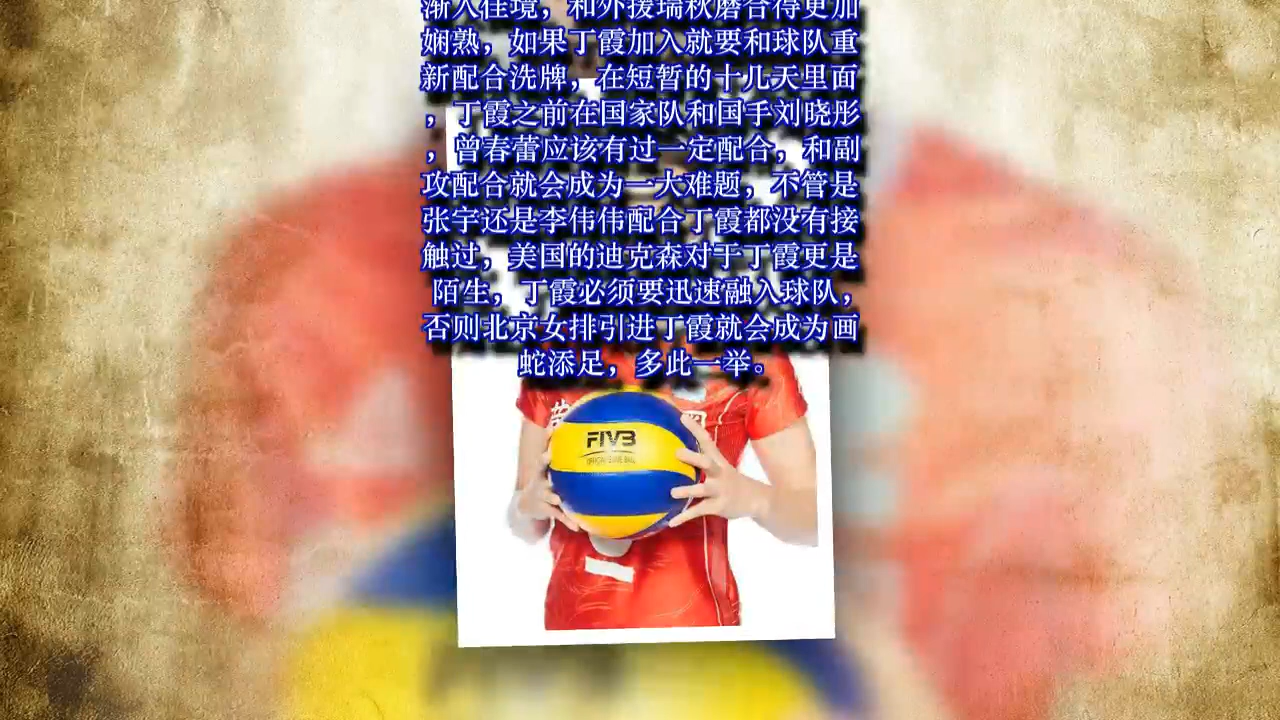 渐入佳境，和外援瑞秋磨合得更加
娴熟，如果丁霞加入就要和球队重
新配合洗牌，在短暂的十几天里面
，丁霞之前在国家队和国手刘晓彤
，曾春蕾应该有过一定配合，和副
攻配合就会成为一大难题，不管是
张宇还是李伟伟配合丁霞都没有接
触过，美国的迪克森对于丁霞更是
陌生，丁霞必须要迅速融入球队，
否则北京女排引进丁霞就会成为画
蛇添足，多此一举。
FIVB